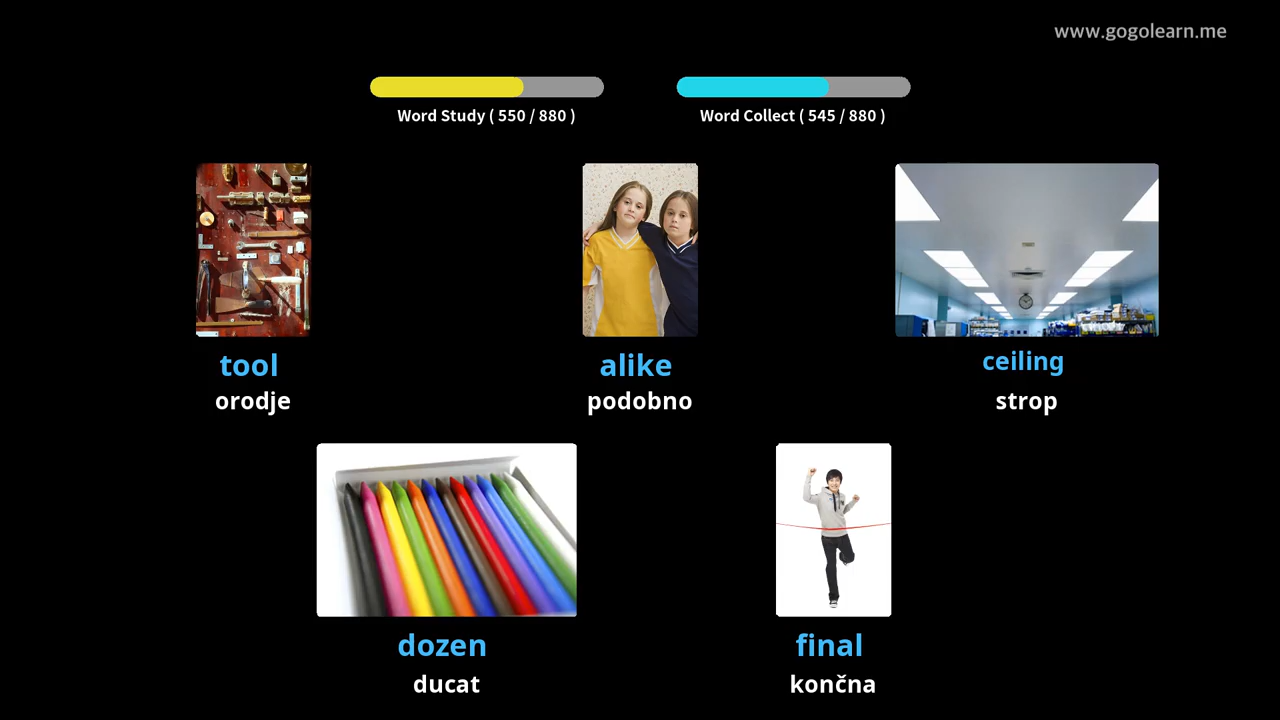 www.gogolearn.me
Word Study ( 550 / 880 )
Word Collect ( 545 / 880 )
tool
orodje
alike
podobno
ceiling
strop
dozen
ducat
final
končna